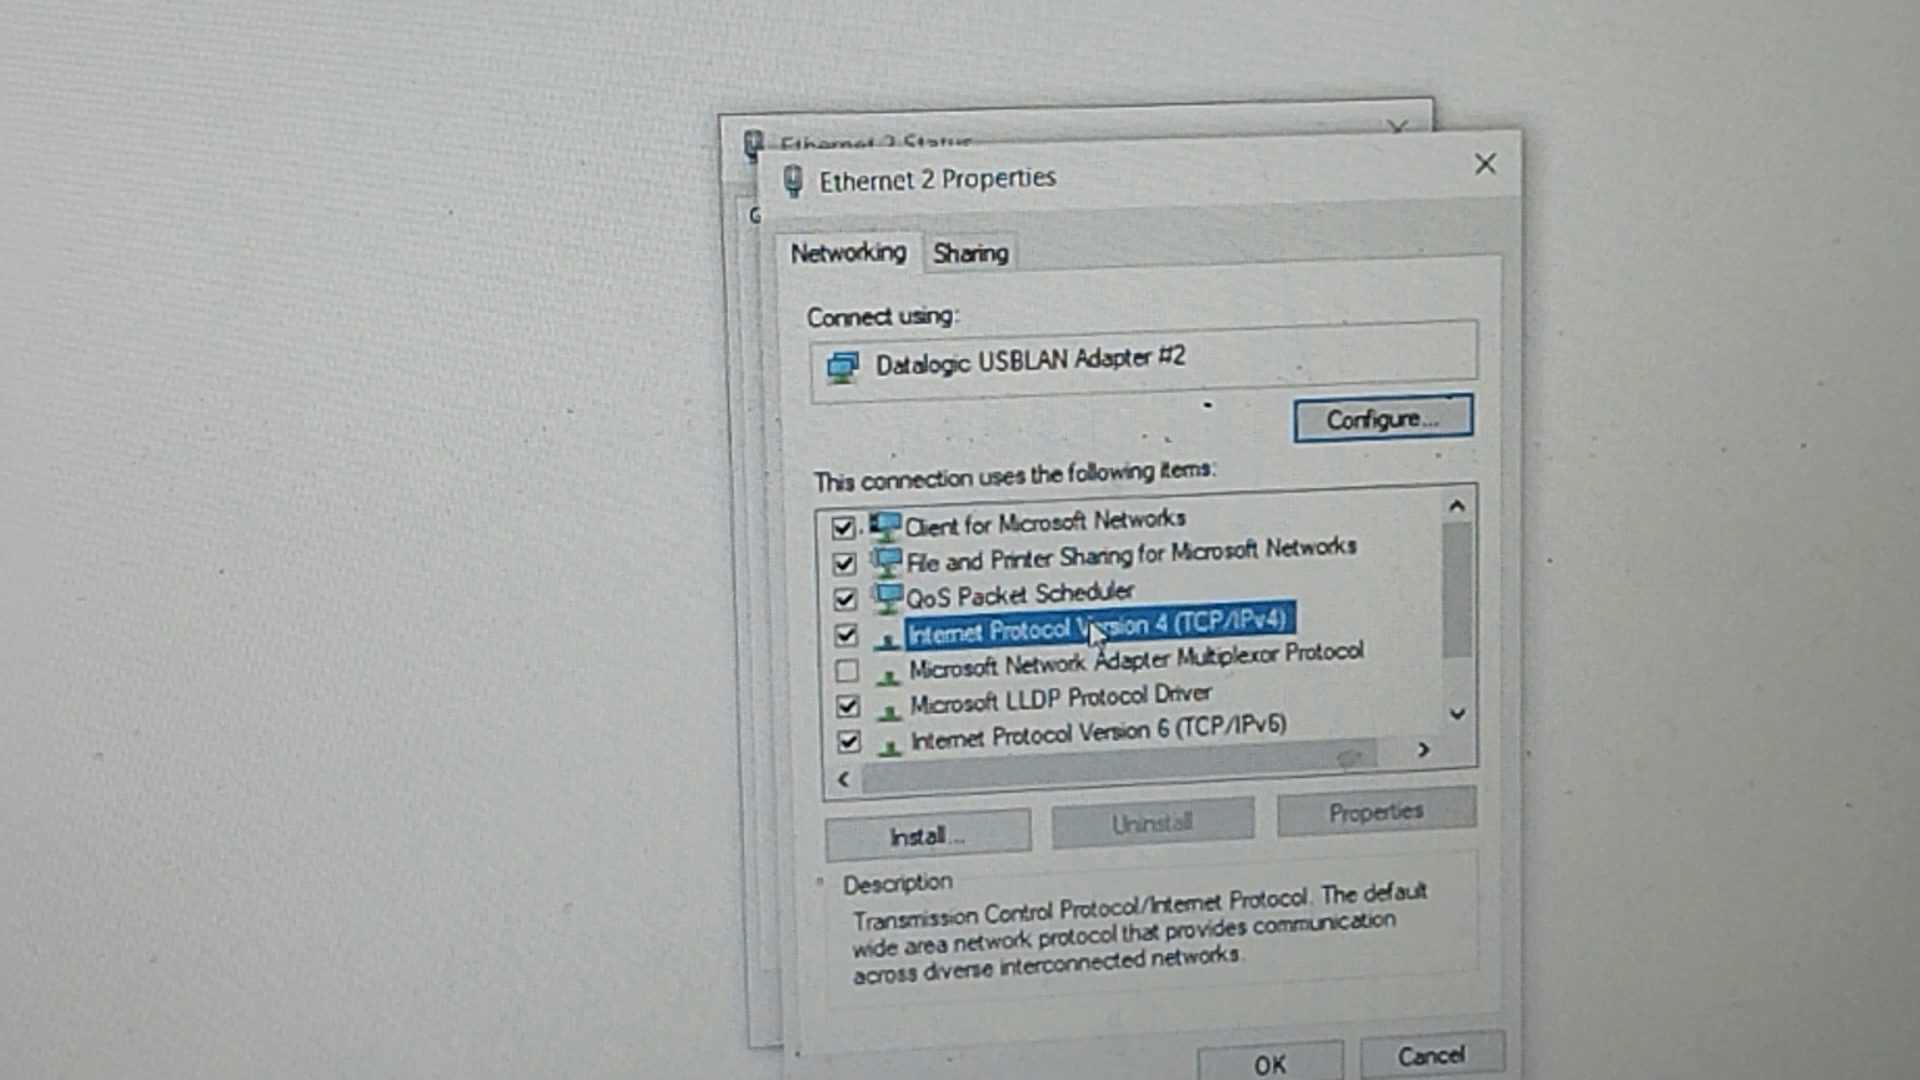 Ethernet 2 Status
Ethernet 2 Properties
G
Networking Sharing
Connect using:
Datalogic USBLAN Adapter #2
Configure...
This connection uses the following items:
Client for Microsoft Networks
File and Printer Sharing for Microsoft Networks
QoS Packet Scheduler
Internet Protocol Version 4 (TCP/IPv4)
Microsoft Network Adapter Multiplexor Protocol
Microsoft LLDP Protocol Driver
Internet Protocol Version 6 (TCP/IPv6)
Install... Uninstall Properties
Description
Transmission Control Protocol/Internet Protocol. The default
wide area network protocol that provides communication
across diverse interconnected networks.
OK Cancel